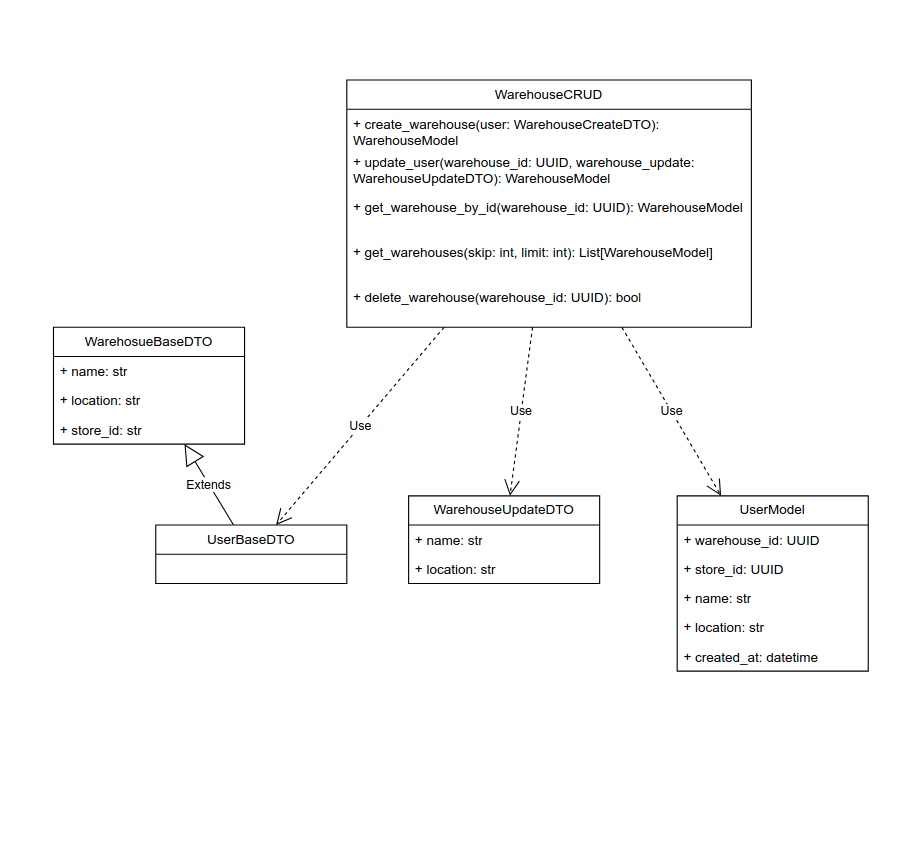 WarehouseCRUD
+ create_warehouse(user: WarehouseCreateDTO):
WarehouseModel
+ update_user(warehouse_id: UUID, warehouse_update:
WarehouseUpdateDTO): WarehouseModel
+ get_warehouse_by_id(warehouse_id: UUID): WarehouseModel
+ get_warehouses(skip: int, limit: int): List[WarehouseModel]
+ delete_warehouse(warehouse_id: UUID): bool
WarehosueBaseDTO
+ name: str
+ location: str
+ store_id: str
Use
Use
Use
Extends
UserBaseDTO
WarehouseUpdateDTO
+ name: str
+ location: str
UserModel
+ warehouse_id: UUID
+ store_id: UUID
+ name: str
+ location: str
+ created_at: datetime